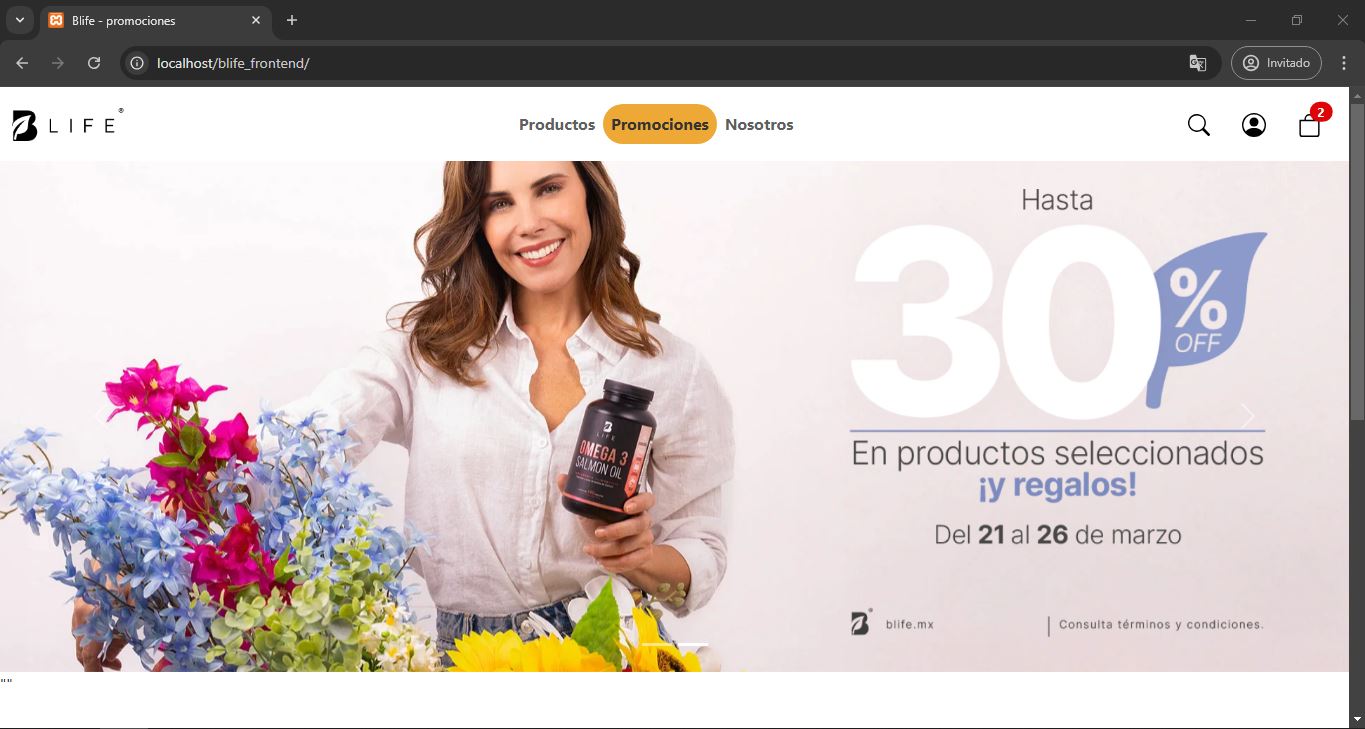 Blife - promociones
localhost/blife_frontend/
Invitado
B LIFE®
Productos
Promociones
Nosotros
2
Hasta
30% OFF
En productos seleccionados
¡y regalos!
Del 21 al 26 de marzo
B® blife.mx
Consulta términos y condiciones.
B
LIFE
OMEGA 3
SALMON OIL
""